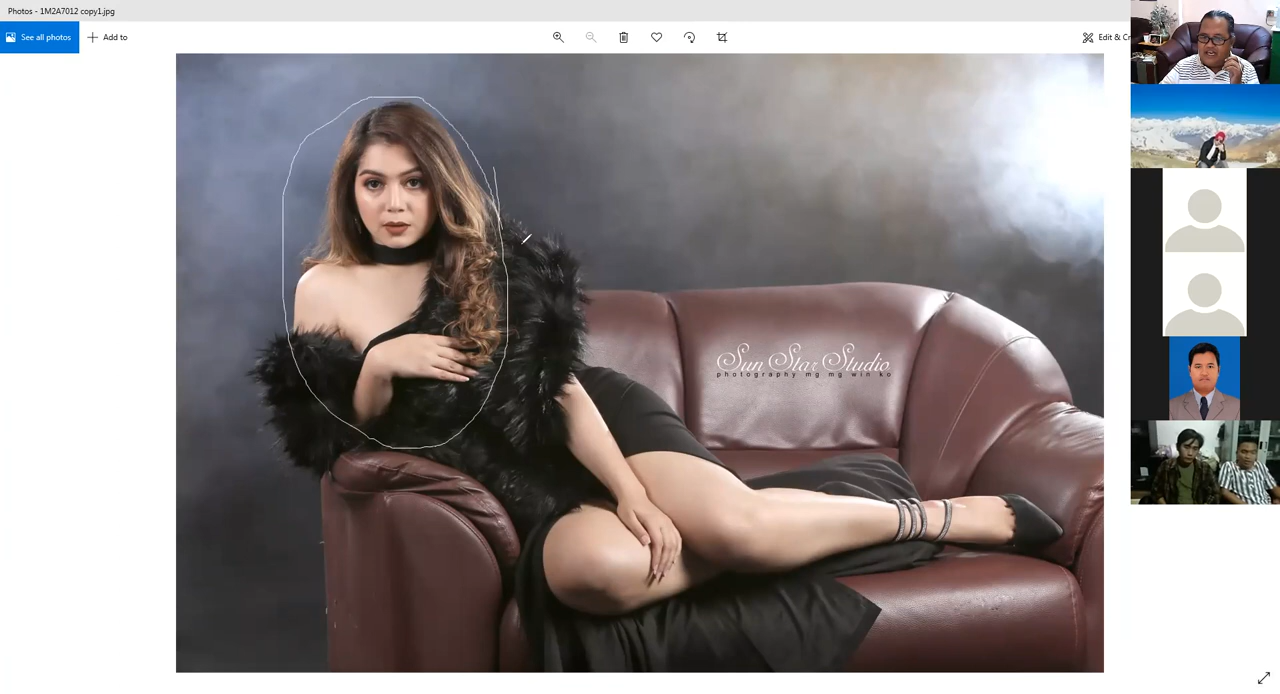 Photos - 1M2A7012 copy1.jpg
See all photos
Add to
Edit & Cr
Sun Star Studio
photography mg mg win ko